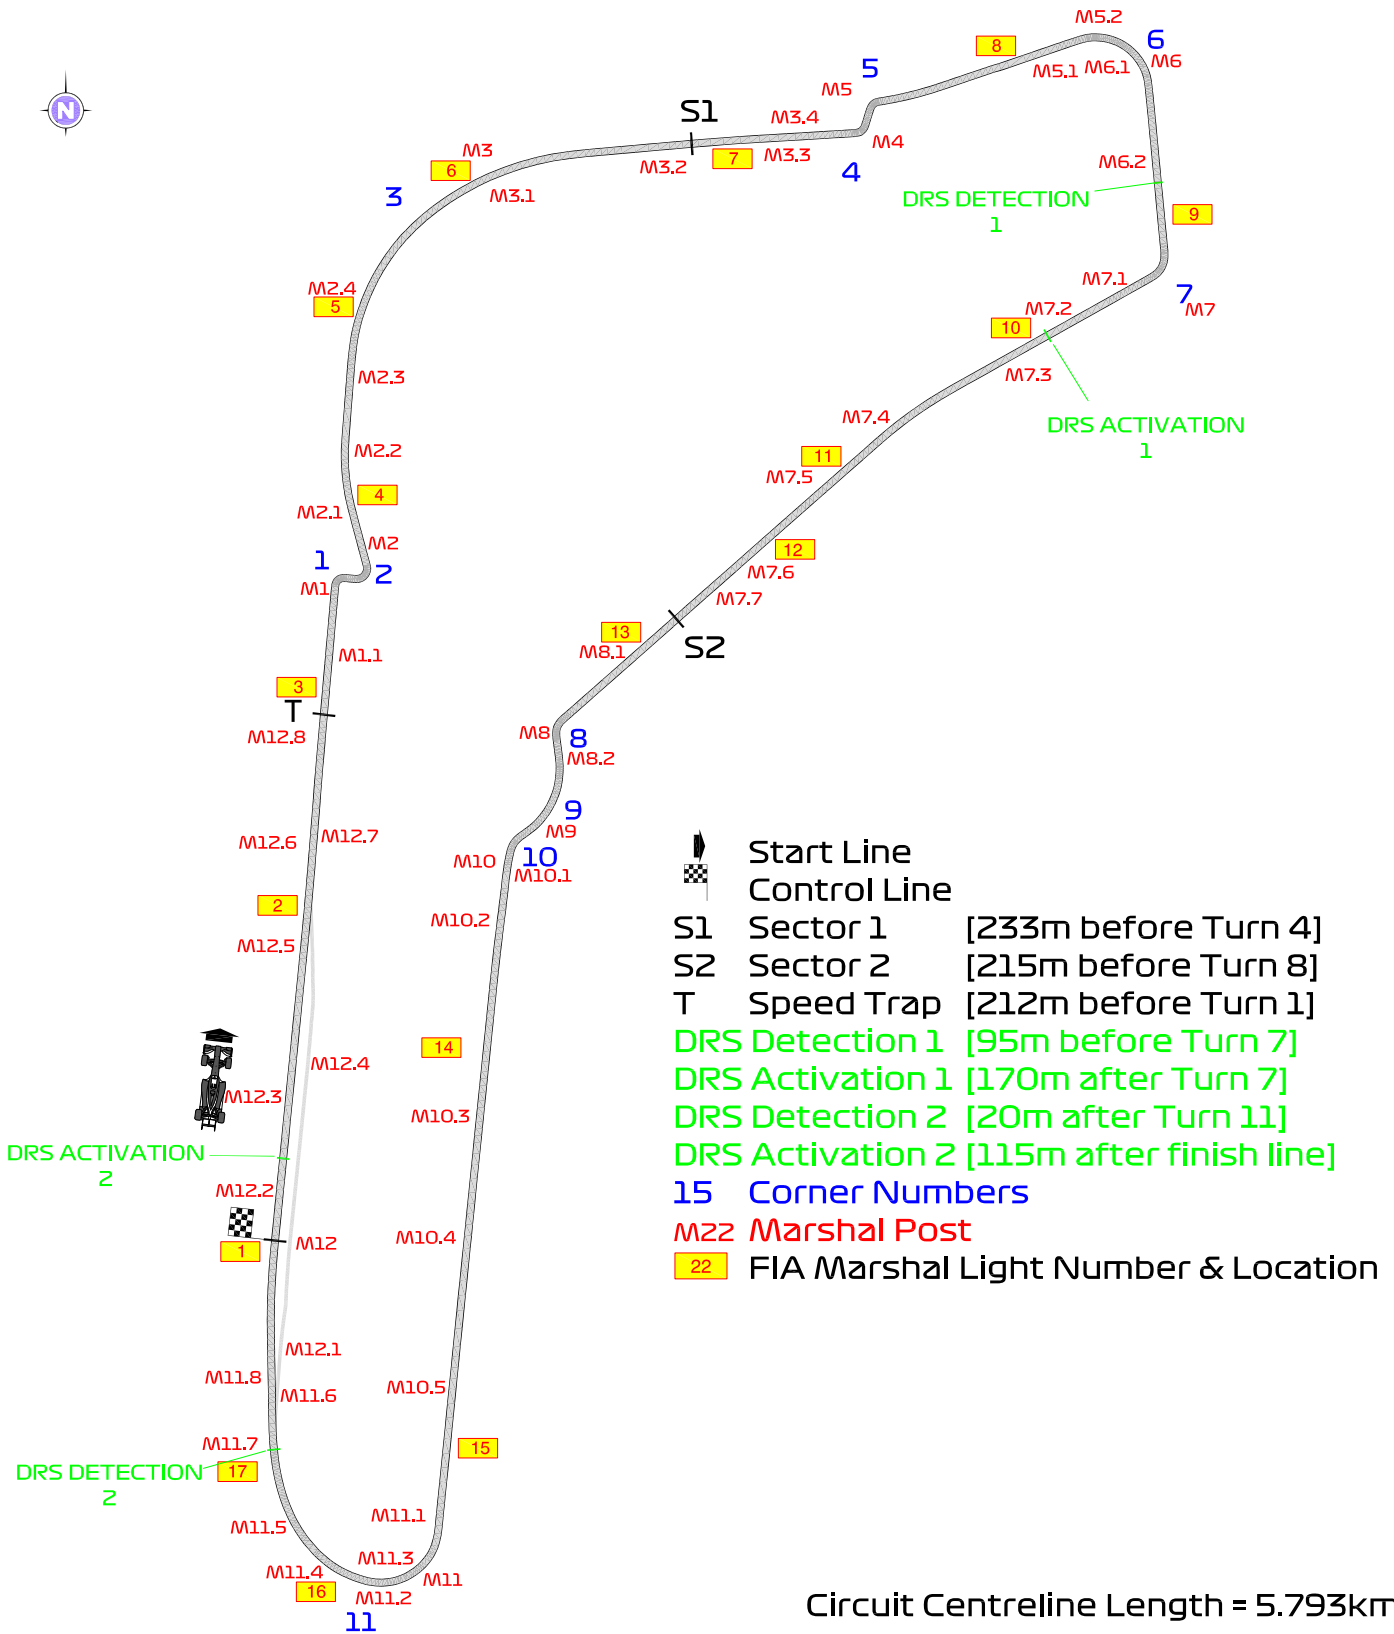 M5.2
6
8
M5.1
M6.1
M6
5
M5
N
S1
M3.4
M4
M3
M3.2
7
M3.3
4
M6.2
6
3
M3.1
DRS DETECTION
1
9
M2.4
5
M7.1
7
M7
M7.2
10
M2.3
M7.3
M7.4
DRS ACTIVATION
1
M2.2
11
M7.5
4
M2.1
M2
12
1
2
M7.6
M1
M7.7
13
S2
M8.1
M1.1
3
T
M12.8
M8
8
M8.2
9
M12.6
M12.7
M9
10
M10
M10.1
2
M10.2
M12.5
Start Line
Control Line
S1 Sector 1 [233m before Turn 4]
S2 Sector 2 [215m before Turn 8]
T Speed Trap [212m before Turn 1]
DRS Detection 1 [95m before Turn 7]
DRS Activation 1 [170m after Turn 7]
DRS Detection 2 [20m after Turn 11]
DRS Activation 2 [115m after finish line]
15 Corner Numbers
M22 Marshal Post
22 FIA Marshal Light Number & Location
14
M12.4
M12.3
M10.3
DRS ACTIVATION
2
M12.2
M12
1
M10.4
M12.1
M11.8
M11.6
M10.5
M11.7
15
DRS DETECTION
2
17
M11.1
M11.5
M11.3
M11.4
M11
16
M11.2
11
Circuit Centreline Length = 5.793km